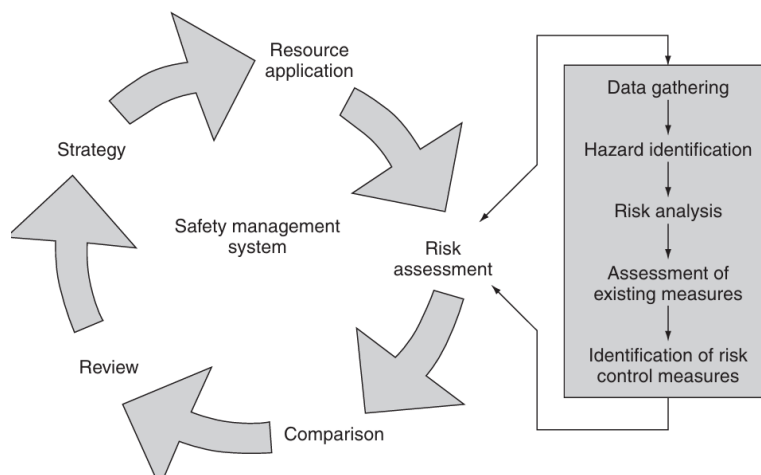 Resource
application
Strategy
Safety management
system
Risk
assessment
Review
Comparison
Data gathering
Hazard identification
Risk analysis
Assessment of
existing measures
Identification of risk
control measures